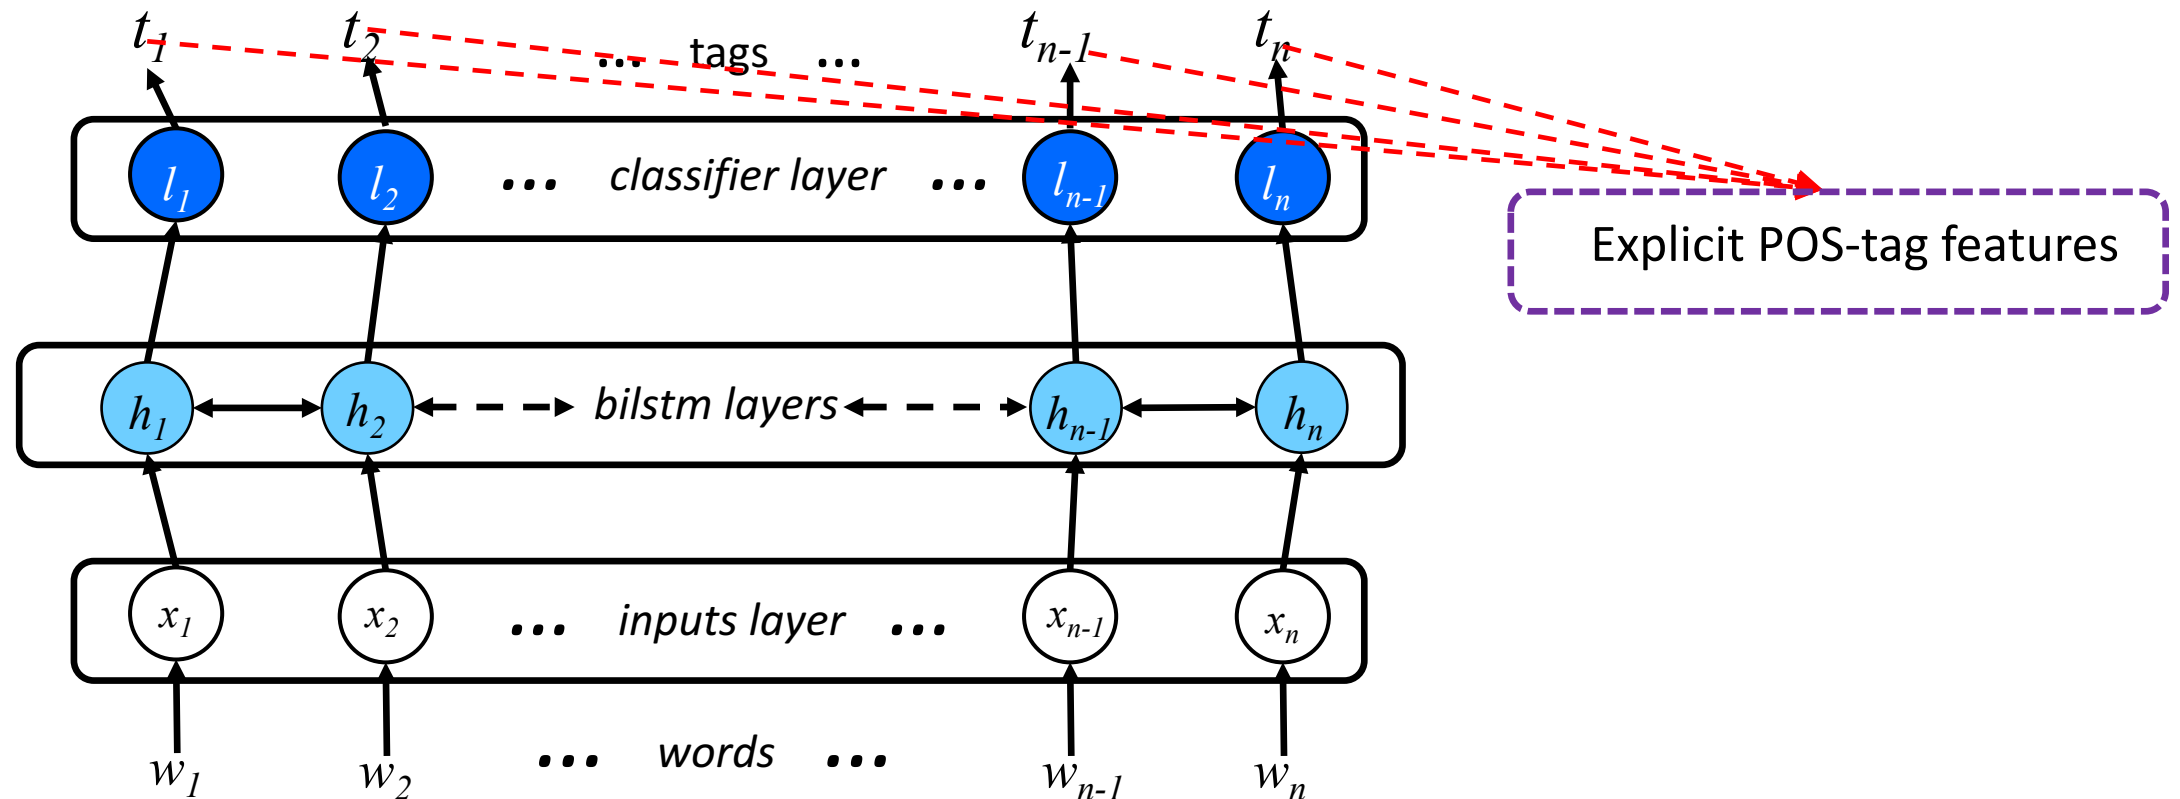 t1 t2 ... tags ... tn-1 tn
l1 l2 ... classifier layer ... ln-1 ln
Explicit POS-tag features
h1 h2 bilstm layers hn-1 hn
x1 x2 ... inputs layer ... xn-1 xn
w1 w2 ... words ... wn-1 wn